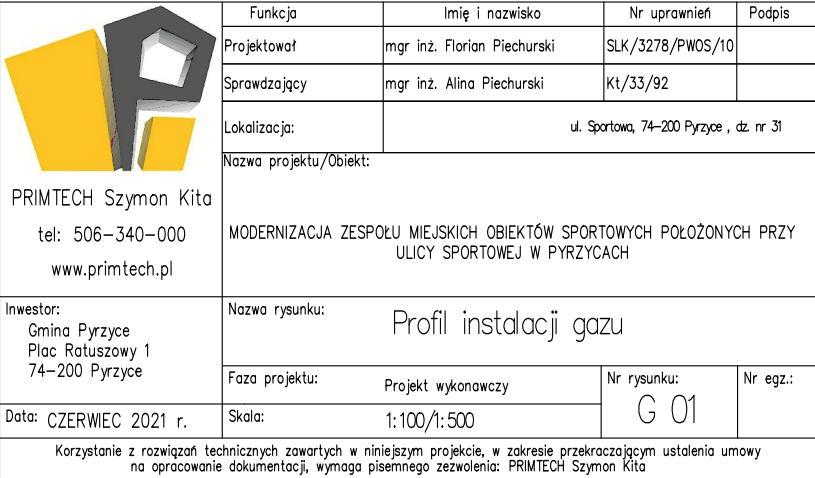 Funkcja Imię i nazwisko Nr uprawnień Podpis
Projektował mgr inż. Florian Piechurski SLK/3278/PWOS/10
Sprawdzający mgr inż. Alina Piechurski Kt/33/92
Lokalizacja: ul. Sportowa, 74-200 Pyrzyce , dz. nr 31
PRIMTECH Szymon Kita
tel: 506-340-000
www.primtech.pl
Nazwa projektu/Obiekt:
MODERNIZACJA ZESPOŁU MIEJSKICH OBIEKTÓW SPORTOWYCH POŁOŻONYCH PRZY
ULICY SPORTOWEJ W PYRZYCACH
Inwestor:
Gmina Pyrzyce
Plac Ratuszowy 1
74-200 Pyrzyce
Nazwa rysunku: Profil instalacji gazu
Faza projektu: Projekt wykonawczy
Nr rysunku: G 01
Nr egz.:
Data: CZERWIEC 2021 r.
Skala: 1:100/1:500
Korzystanie z rozwiązań technicznych zawartych w niniejszym projekcie, w zakresie przekraczającym ustalenia umowy
na opracowanie dokumentacji, wymaga pisemnego zezwolenia: PRIMTECH Szymon Kita